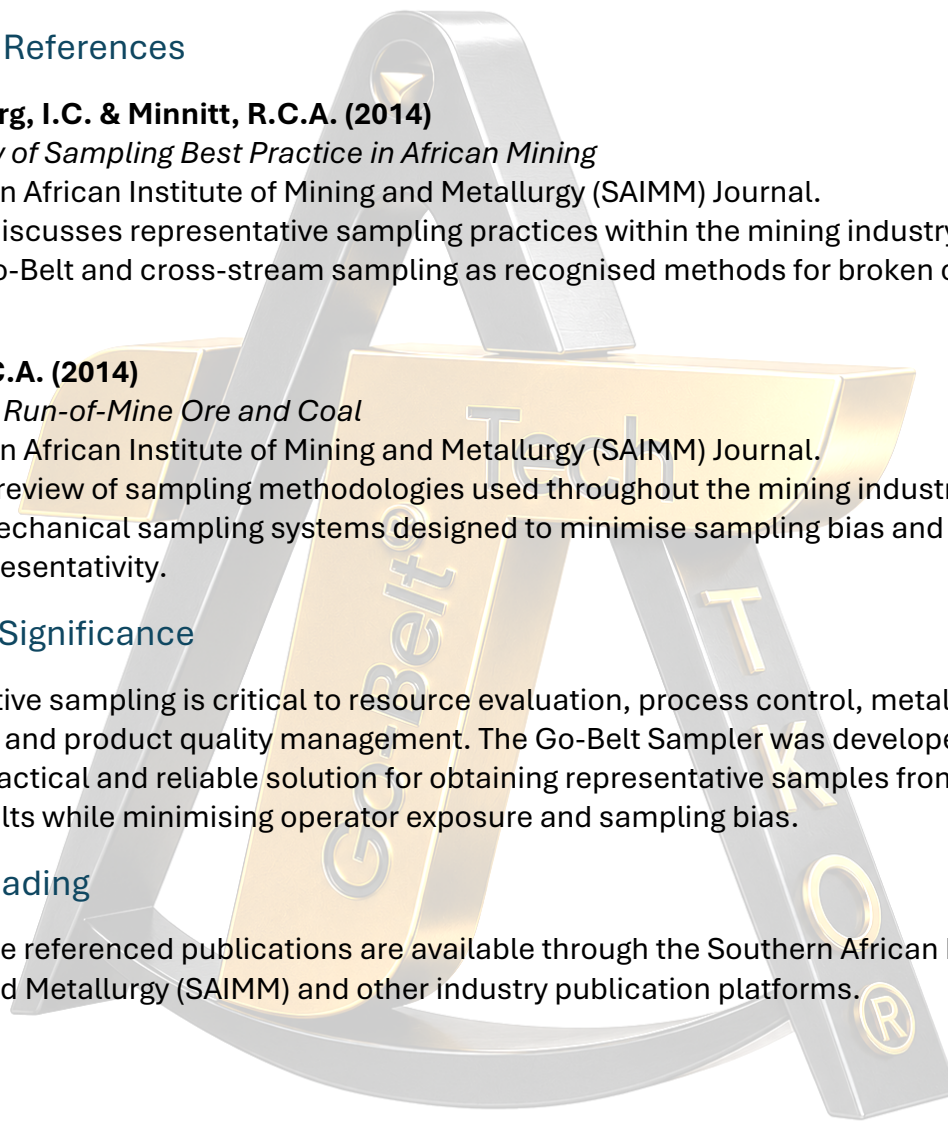 References
rg, I.C. & Minnitt, R.C.A. (2014)
y of Sampling Best Practice in African Mining
n African Institute of Mining and Metallurgy (SAIMM) Journal.
iscusses representative sampling practices within the mining industry
o-Belt and cross-stream sampling as recognised methods for broken o
C.A. (2014)
Run-of-Mine Ore and Coal
n African Institute of Mining and Metallurgy (SAIMM) Journal.
review of sampling methodologies used throughout the mining industr
echanical sampling systems designed to minimise sampling bias and
esentativity.
Significance
tive sampling is critical to resource evaluation, process control, metal
and product quality management. The Go-Belt Sampler was develope
actical and reliable solution for obtaining representative samples from
lts while minimising operator exposure and sampling bias.
ading
e referenced publications are available through the Southern African I
d Metallurgy (SAIMM) and other industry publication platforms.
Tech
Go-Belt®
TKO®